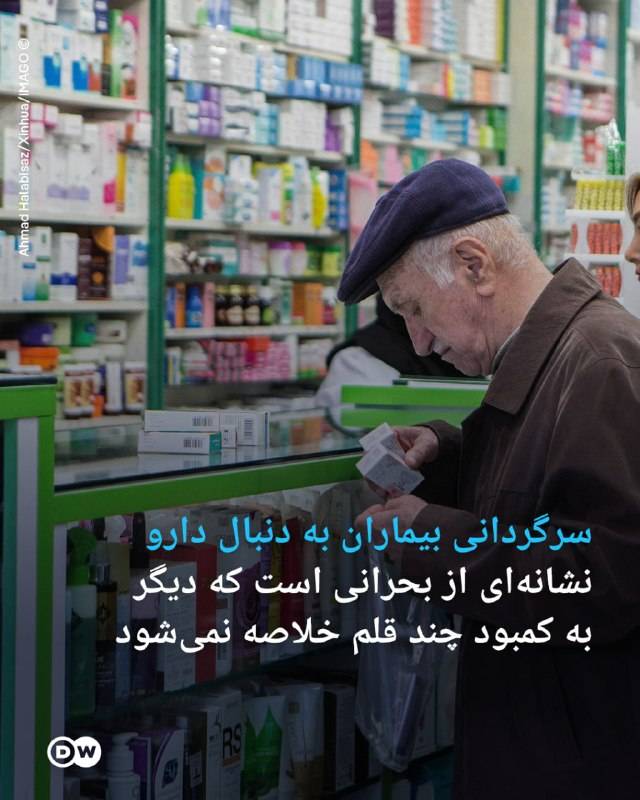 Ahmad Halabisaz/Xinhua/IMAGO ©
سرگردانی بیماران به دنبال دارو
نشانه‌ای از بحرانی است که دیگر
به کمبود چند قلم خلاصه نمی‌شود
DW
RS